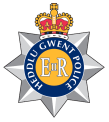 HEDDLU GWENT POLICE
EIIR